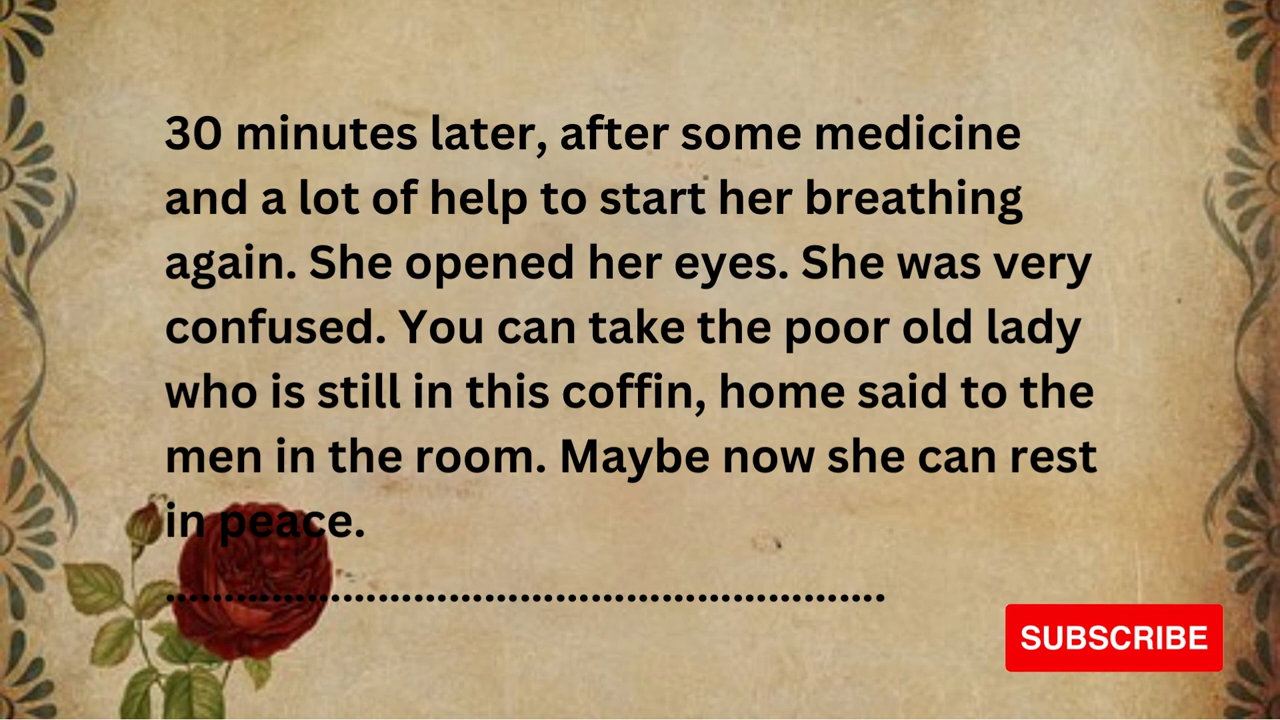 30 minutes later, after some medicine
and a lot of help to start her breathing
again. She opened her eyes. She was very
confused. You can take the poor old lady
who is still in this coffin, home said to the
men in the room. Maybe now she can rest
in peace.
……………………………………………………….
SUBSCRIBE